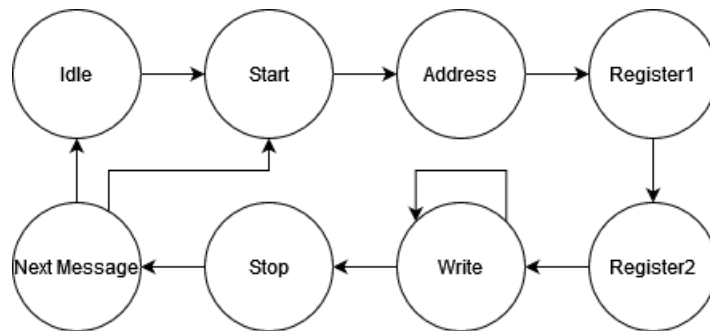 Idle
Start
Address
Register1
Next Message
Stop
Write
Register2